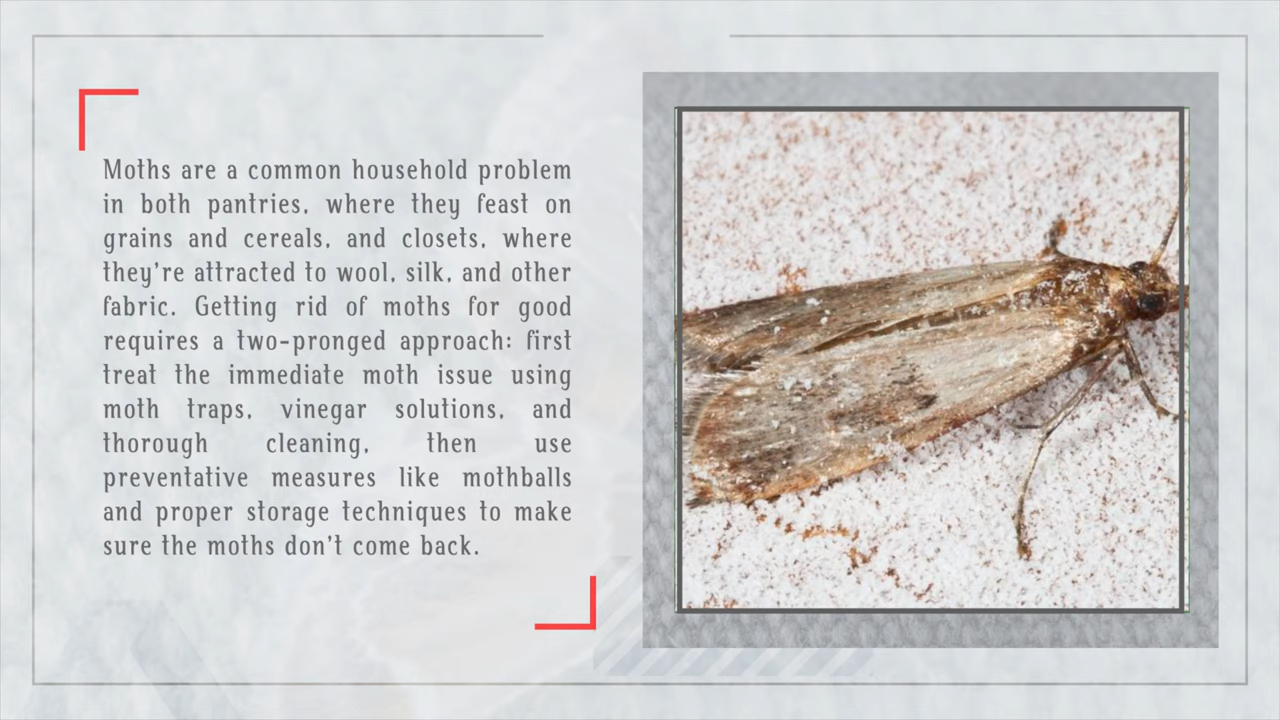 Moths are a common household problem
in both pantries, where they feast on
grains and cereals, and closets, where
they're attracted to wool, silk, and other
fabric. Getting rid of moths for good
requires a two-pronged approach: first
treat the immediate moth issue using
moth traps, vinegar solutions, and
thorough cleaning, then use
preventative measures like mothballs
and proper storage techniques to make
sure the moths don't come back.